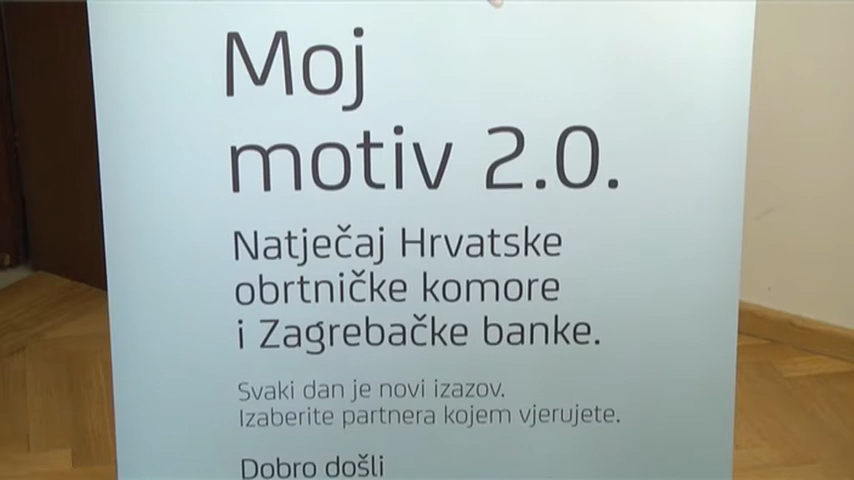 Moj
motiv 2.0.
Natječaj Hrvatske
obrtničke komore
i Zagrebačke banke.
Svaki dan je novi izazov.
Izaberite partnera kojem vjerujete.
Dobro došli